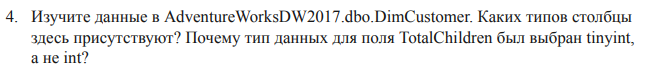 4. Изучите данные в AdventureWorksDW2017.dbo.DimCustomer. Каких типов столбцы
здесь присутствуют? Почему тип данных для поля TotalChildren был выбран tinyint,
а не int?